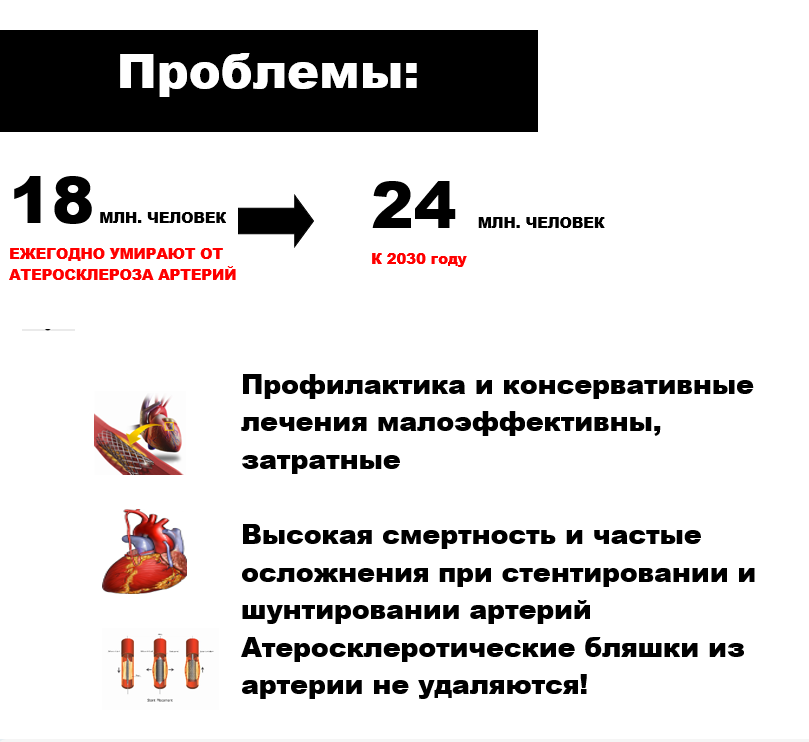 Проблемы:
18 МЛН. ЧЕЛОВЕК
ЕЖЕГОДНО УМИРАЮТ ОТ
АТЕРОСКЛЕРОЗА АРТЕРИЙ
24 МЛН. ЧЕЛОВЕК
К 2030 году
Профилактика и консервативные
лечения малоэффективны,
затратные
Высокая смертность и частые
осложнения при стентировании и
шунтировании артерий
Атеросклеротические бляшки из
артерии не удаляются!